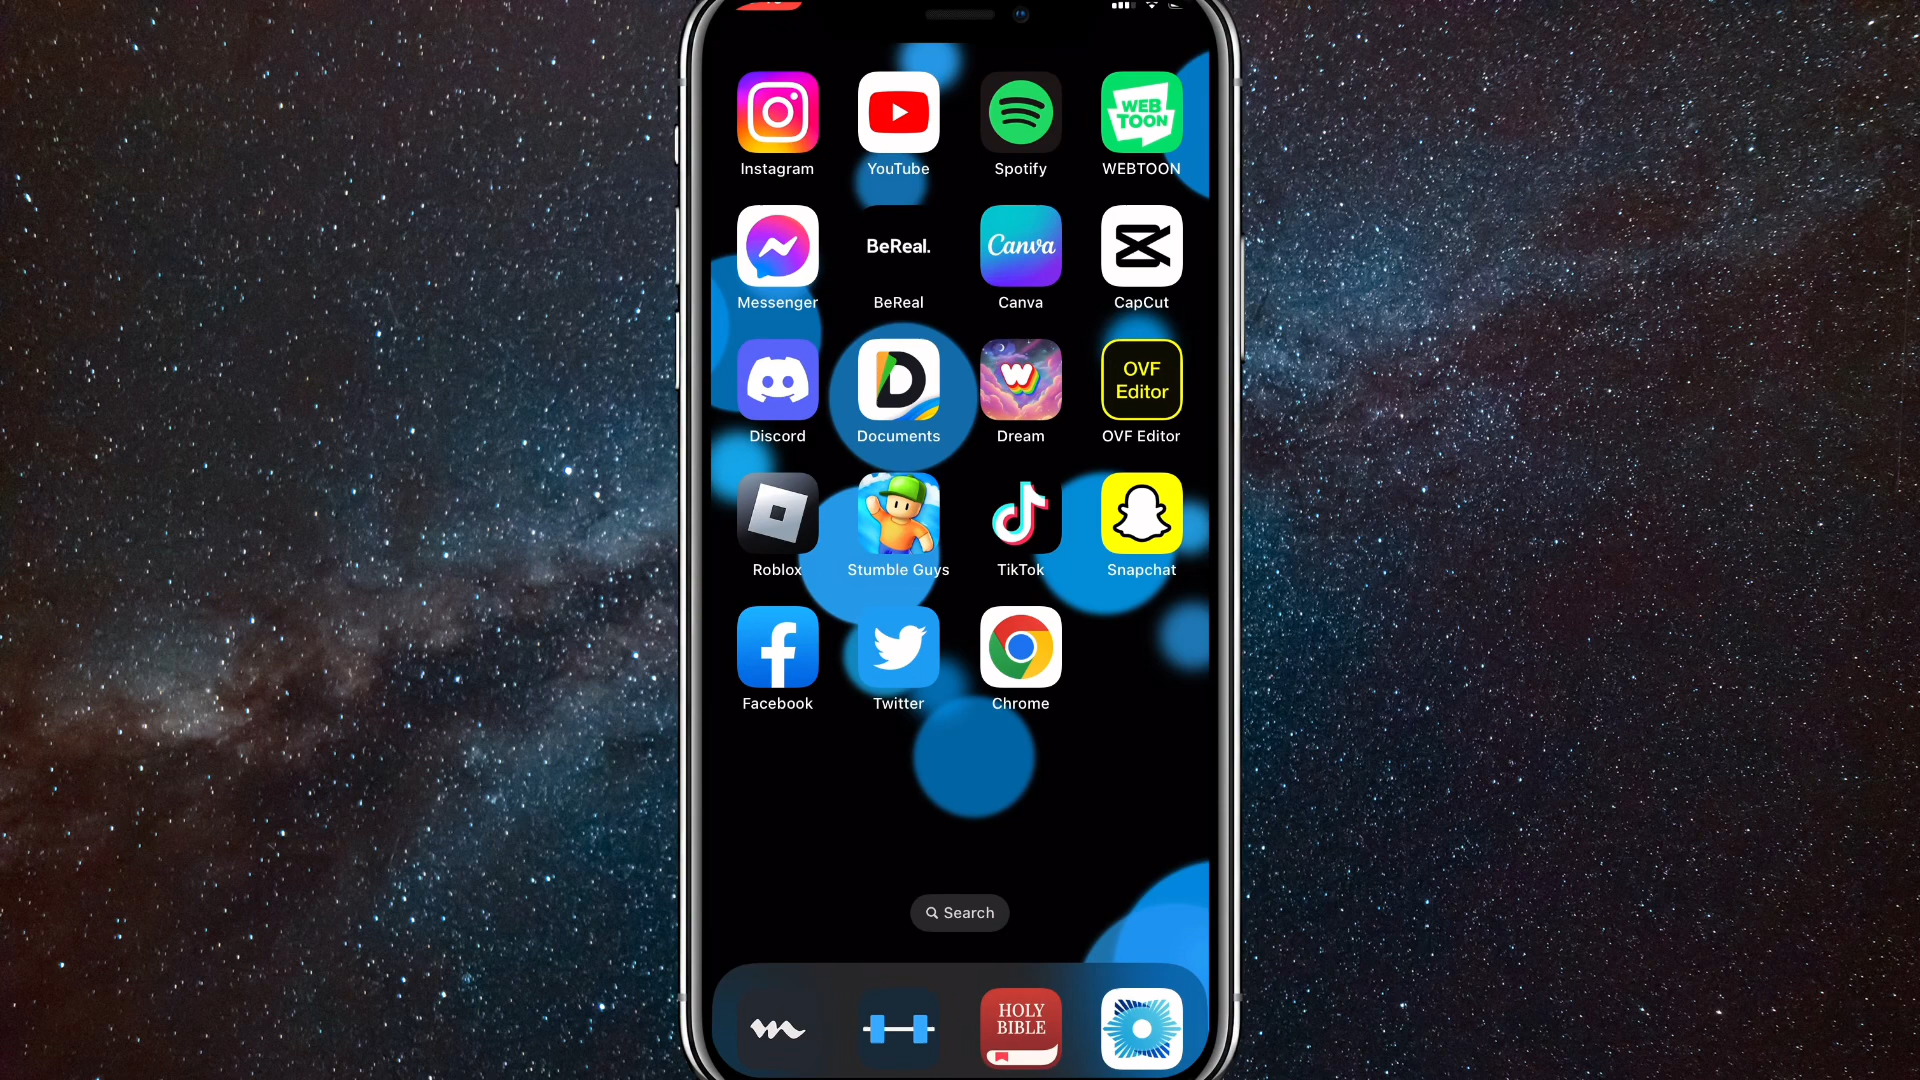 WEB
TOON
Instagram
YouTube
Spotify
WEBTOON
BeReal.
Canva
Messenger
BeReal
Canva
CapCut
OVF
Editor
Discord
Documents
Dream
OVF Editor
Roblox
Stumble Guys
TikTok
Snapchat
Facebook
Twitter
Chrome
Search
HOLY
BIBLE